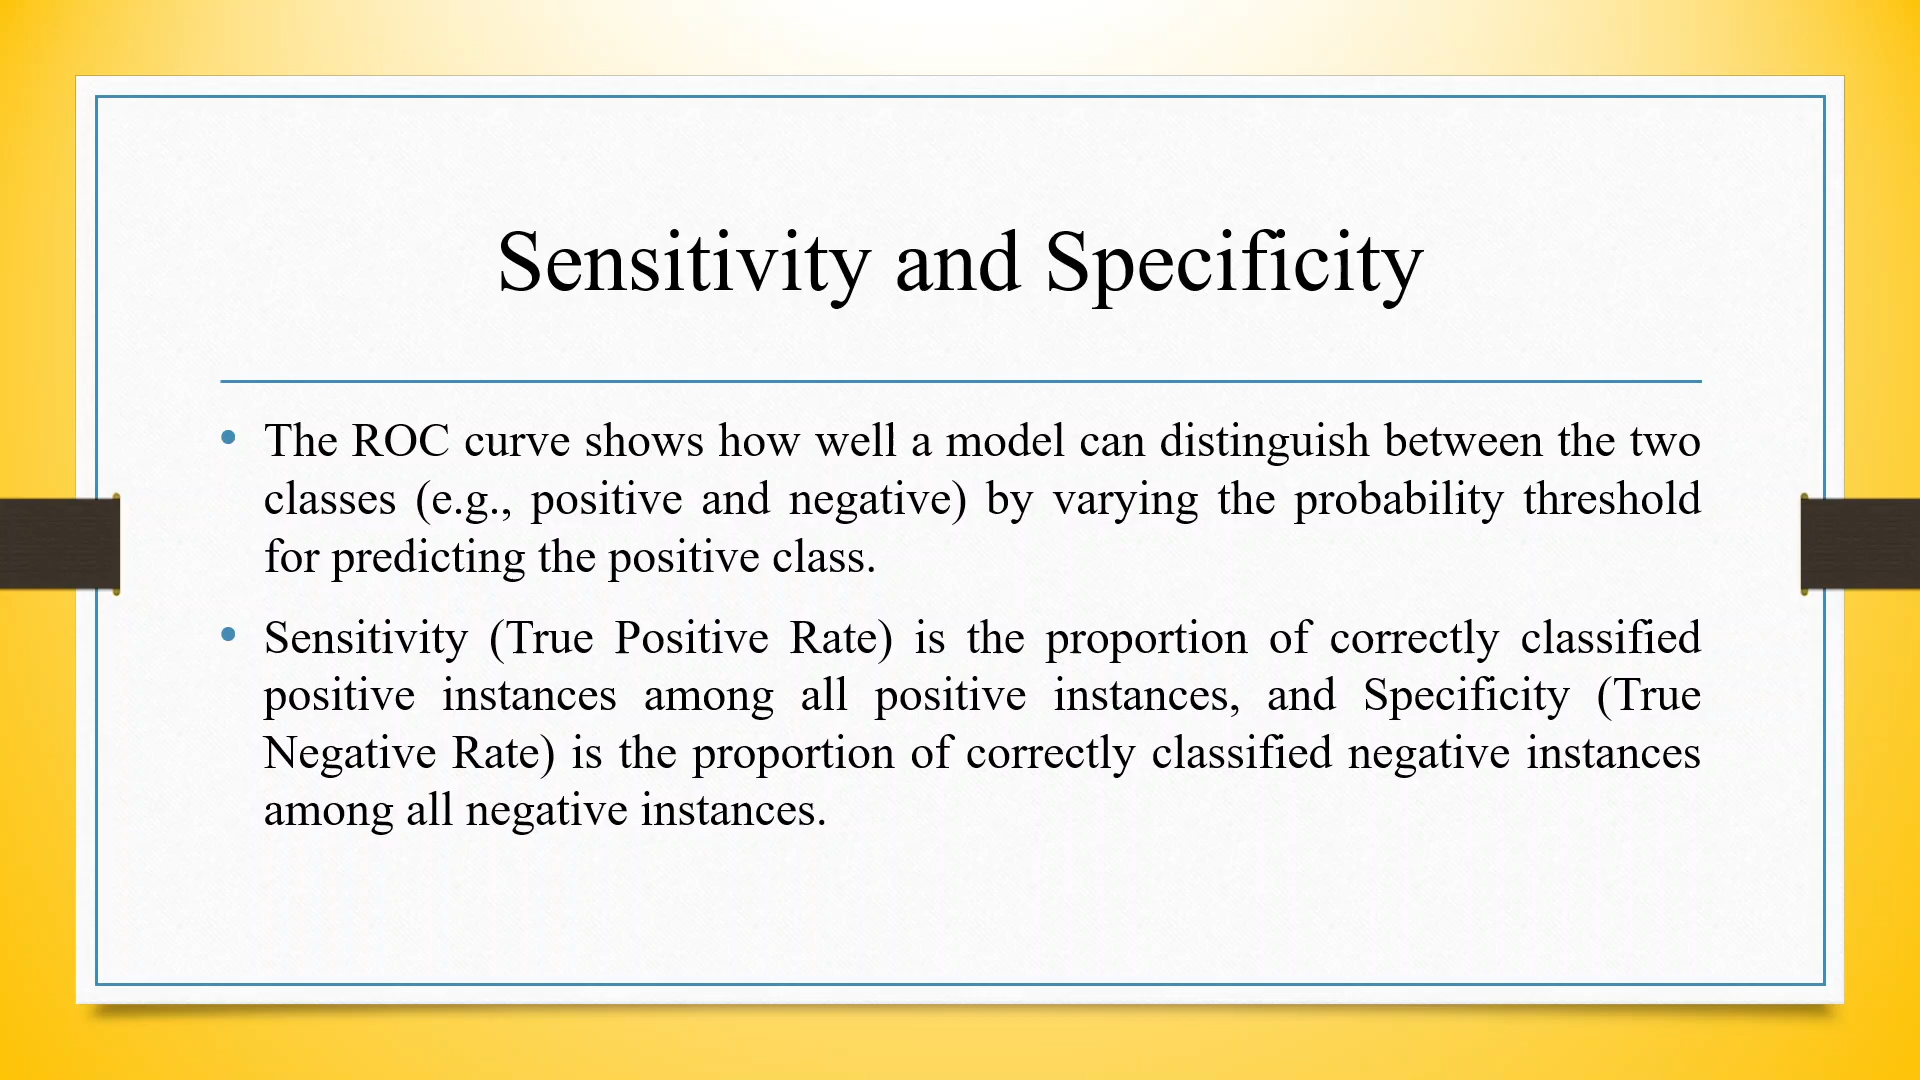 Sensitivity and Specificity
• The ROC curve shows how well a model can distinguish between the two
classes (e.g., positive and negative) by varying the probability threshold
for predicting the positive class.
• Sensitivity (True Positive Rate) is the proportion of correctly classified
positive instances among all positive instances, and Specificity (True
Negative Rate) is the proportion of correctly classified negative instances
among all negative instances.